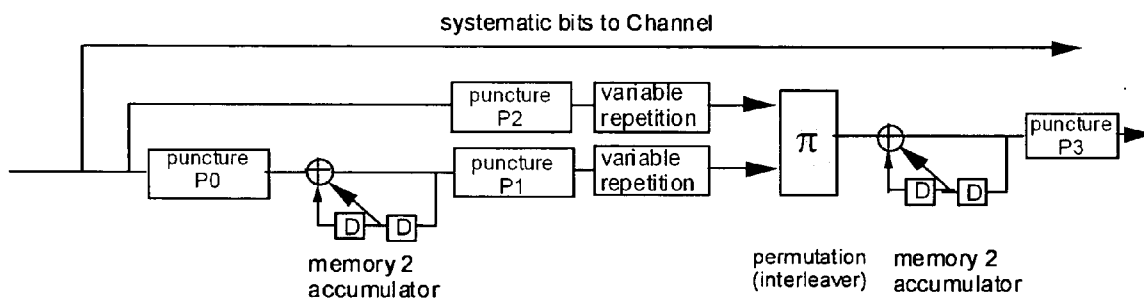 systematic bits to Channel
puncture
P2
variable
repetition
puncture
P0
puncture
P1
variable
repetition
π
puncture
P3
D
D
D
D
memory 2
accumulator
permutation
(interleaver)
memory 2
accumulator